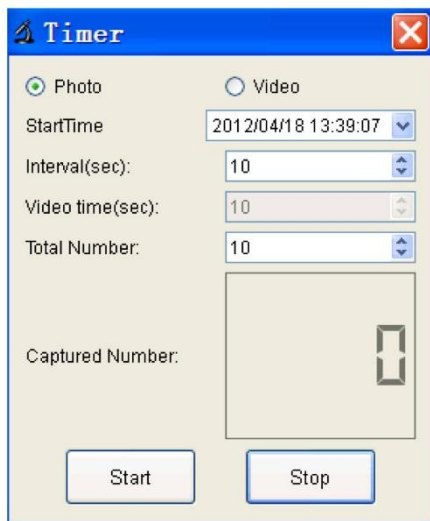 Timer
Photo Video
StartTime 2012/04/18 13:39:07
Interval(sec): 10
Video time(sec): 10
Total Number: 10
Captured Number: 0
Start Stop